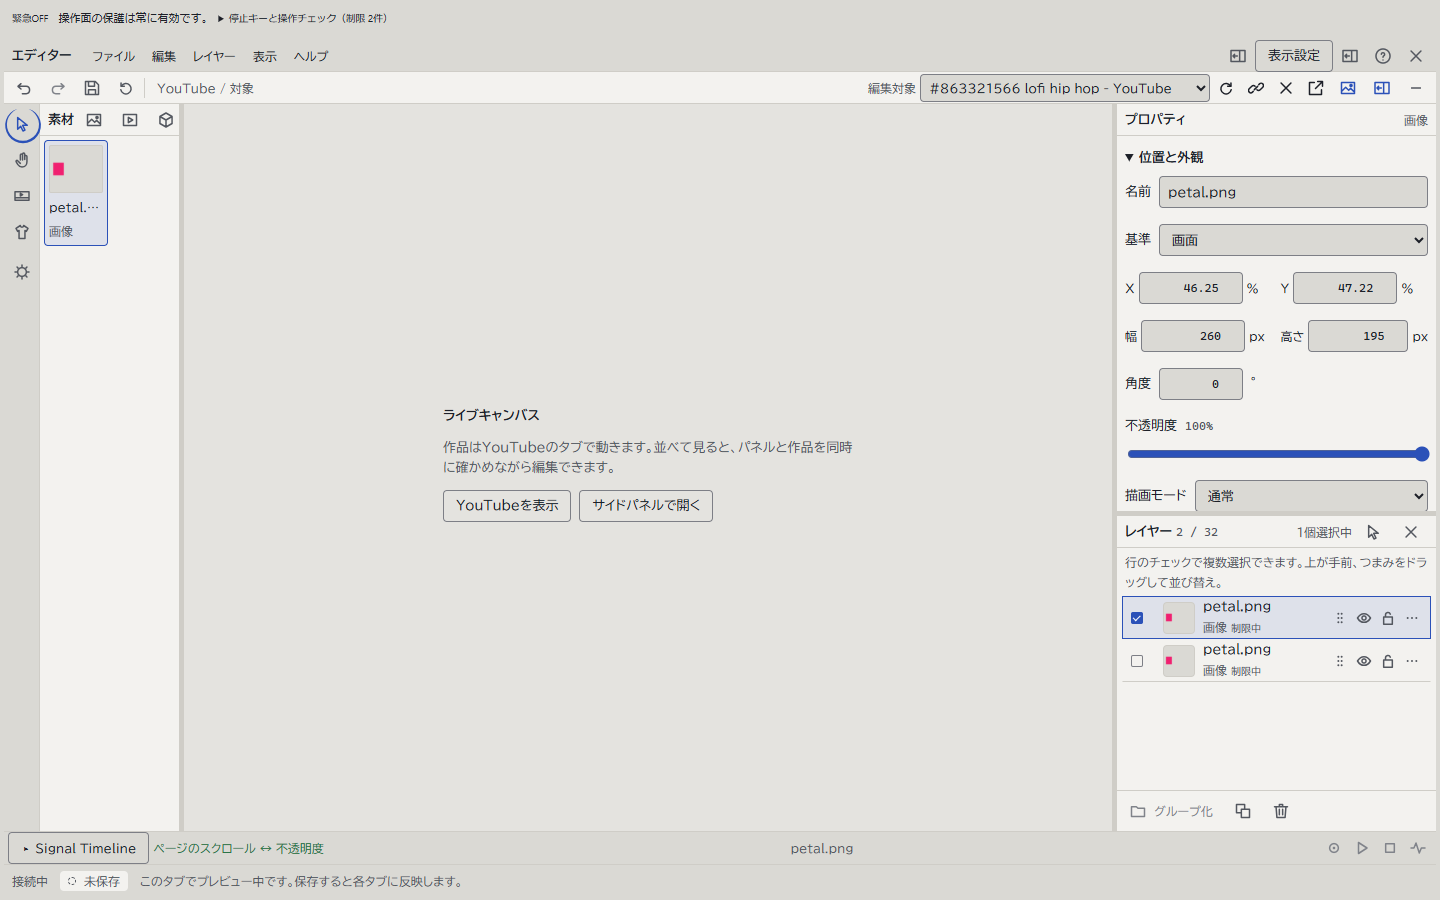 緊急OFF 操作面の保護は常に有効です。 ▶ 停止キーと操作チェック（制限 2件）
エディター ファイル 編集 レイヤー 表示 ヘルプ 表示設定
YouTube / 対象 編集対象 #863321566 lofi hip hop - YouTube
素材
petal.…
画像
ライブキャンバス
作品はYouTubeのタブで動きます。並べて見ると、パネルと作品を同時
に確かめながら編集できます。
YouTubeを表示 サイドパネルで開く
プロパティ 画像
▼ 位置と外観
名前 petal.png
基準 画面
X 46.25 % Y 47.22 %
幅 260 px 高さ 195 px
角度 0 °
不透明度 100%
描画モード 通常
レイヤー 2 / 32 1個選択中
行のチェックで複数選択できます。上が手前、つまみをドラ
ッグして並び替え。
petal.png
画像 制限中
petal.png
画像 制限中
グループ化
▸ Signal Timeline ページのスクロール ↔ 不透明度 petal.png
接続中 未保存 このタブでプレビュー中です。保存すると各タブに反映します。